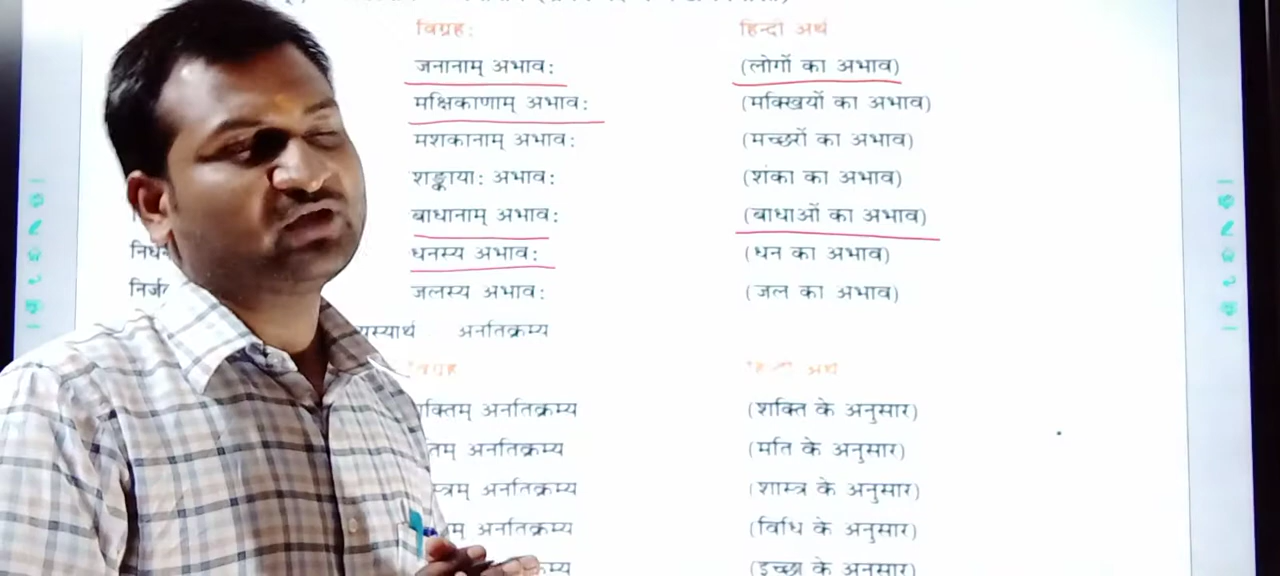 विग्रह: हिन्दी अर्थ
जनानाम् अभाव: (लोगों का अभाव)
मक्षिकाणाम् अभाव: (मक्खियों का अभाव)
मशकानाम् अभाव: (मच्छरों का अभाव)
शङ्काया: अभाव: (शंका का अभाव)
बाधानाम् अभाव: (बाधाओं का अभाव)
धनस्य अभाव: (धन का अभाव)
जलस्य अभाव: (जल का अभाव)
अनतिक्रम्य
विग्रह हिन्दी अर्थ
अनतिक्रम्य (शक्ति के अनुसार)
अनतिक्रम्य (मति के अनुसार)
अनतिक्रम्य (शास्त्र के अनुसार)
अनतिक्रम्य (विधि के अनुसार)
(इच्छा के अनुसार)